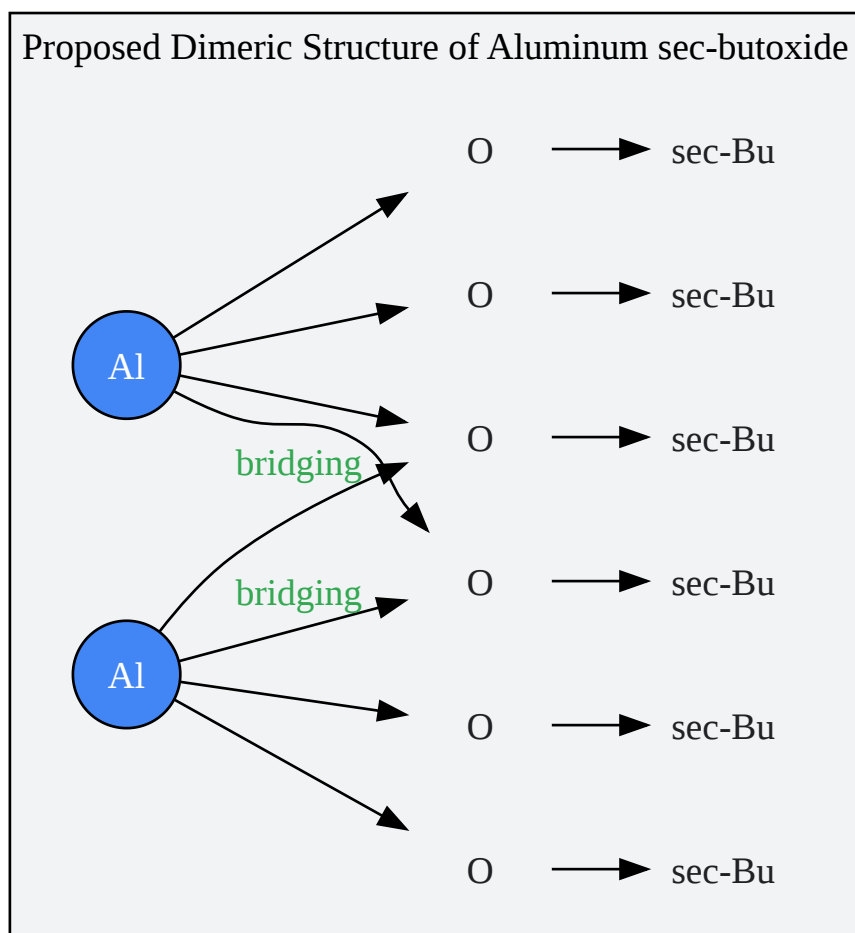 Proposed Dimeric Structure of Aluminum sec-butoxide
O sec-Bu
O sec-Bu
Al
O sec-Bu
bridging
O sec-Bu
bridging
Al
O sec-Bu
O sec-Bu